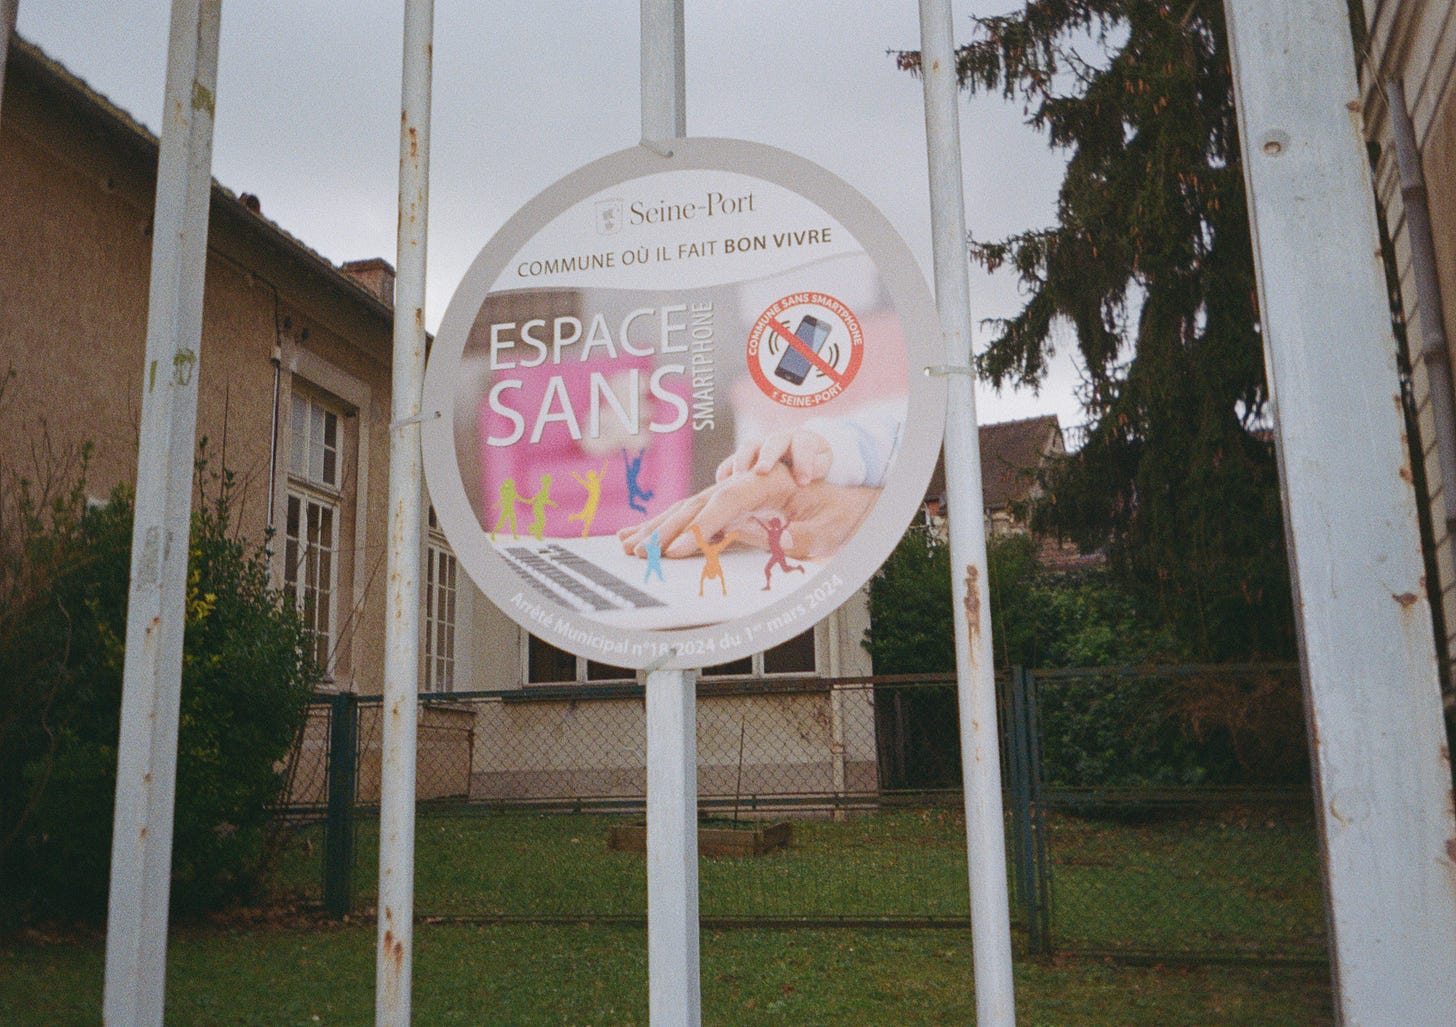 Seine-Port
COMMUNE OÙ IL FAIT BON VIVRE
ESPACE
SANS
SMARTPHONE
COMMUNE SANS SMARTPHONE
SEINE-PORT
Arrêté Municipal n°18/2024 du 1er mars 2024